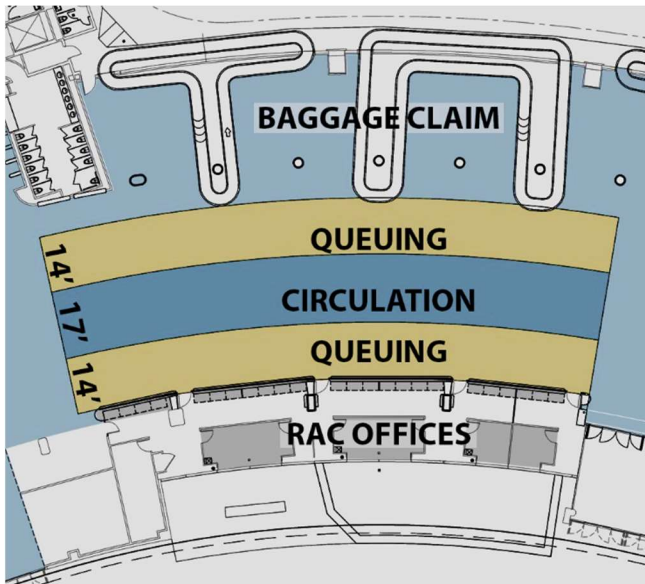 BAGGAGE CLAIM
QUEUING
14'
CIRCULATION
17'
QUEUING
14'
RAC OFFICES